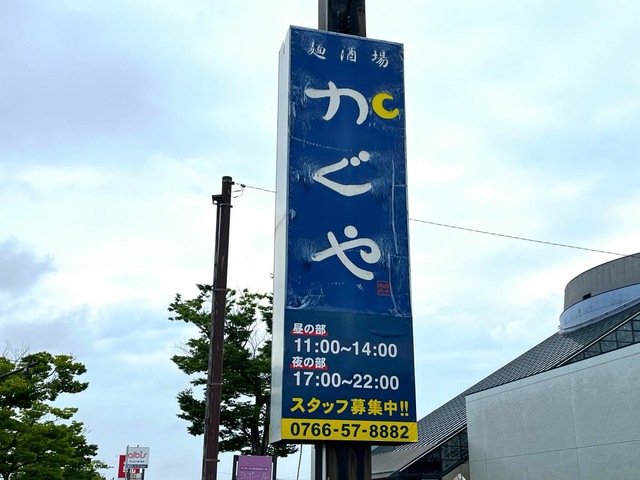 麺酒場
かぐや
昼の部
11:00~14:00
夜の部
17:00~22:00
スタッフ募集中!!
0766-57-8882
albis